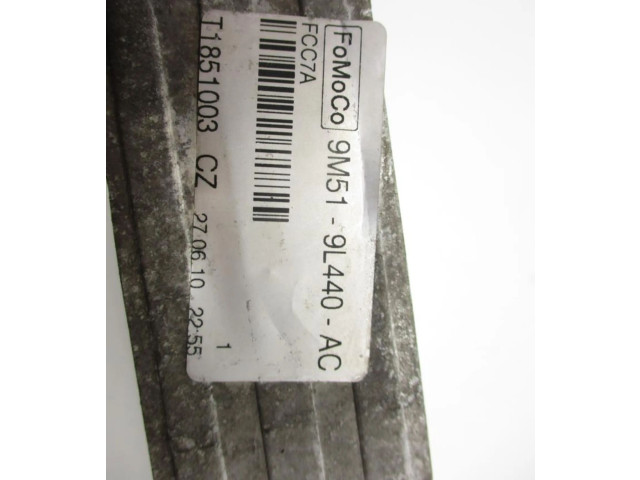 FoMoCo 9M51 - 9L440 - AC
FCC7A
1
T1851003 CZ 27.06.10 22:55